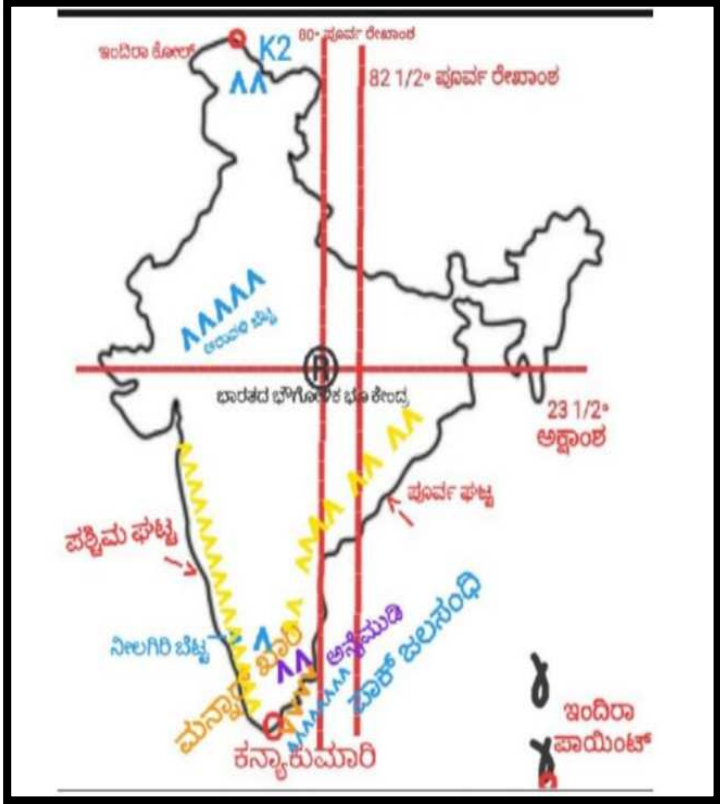 80° ಪೂರ್ವ ರೇಖಾಂಶ
ಇಂದಿರಾ ಕೋಲ್
K2
82 1/2° ಪೂರ್ವ ರೇಖಾಂಶ
ಅರಾವಳಿ ಬೆಟ್ಟ
R
ಭಾರತದ ಭೌಗೋಳಿಕ ಭೂ ಕೇಂದ್ರ
23 1/2°
ಅಕ್ಷಾಂಶ
ಪೂರ್ವ ಘಟ್ಟ
ಪಶ್ಚಿಮ ಘಟ್ಟ
ನೀಲಗಿರಿ ಬೆಟ್ಟ
ಮನ್ನಾರ ಖಾರಿ
ಅನೈಮುಡಿ
ಪಾಕ್ ಜಲಸಂಧಿ
ಕನ್ಯಾಕುಮಾರಿ
ಇಂದಿರಾ
ಪಾಯಿಂಟ್